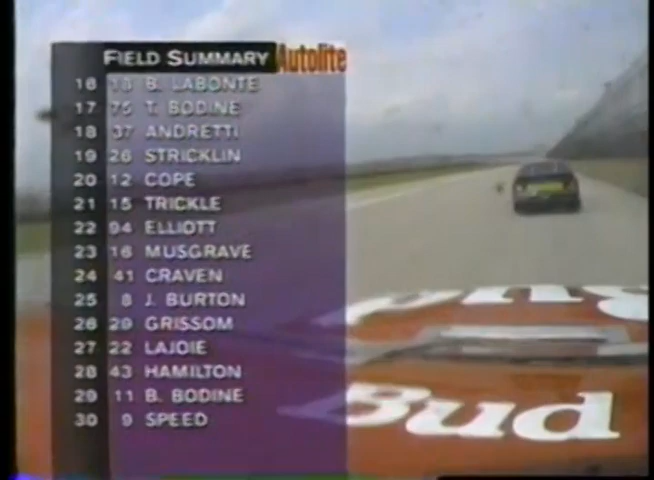 FIELD SUMMARY Autolite
16 18 B. LABONTE
17 75 T. BODINE
18 37 ANDRETTI
19 26 STRICKLIN
20 12 COPE
21 15 TRICKLE
22 94 ELLIOTT
23 16 MUSGRAVE
24 41 CRAVEN
25 8 J. BURTON
26 29 GRISSOM
27 22 LAJOIE
28 43 HAMILTON
29 11 B. BODINE
30 9 SPEED
Bud